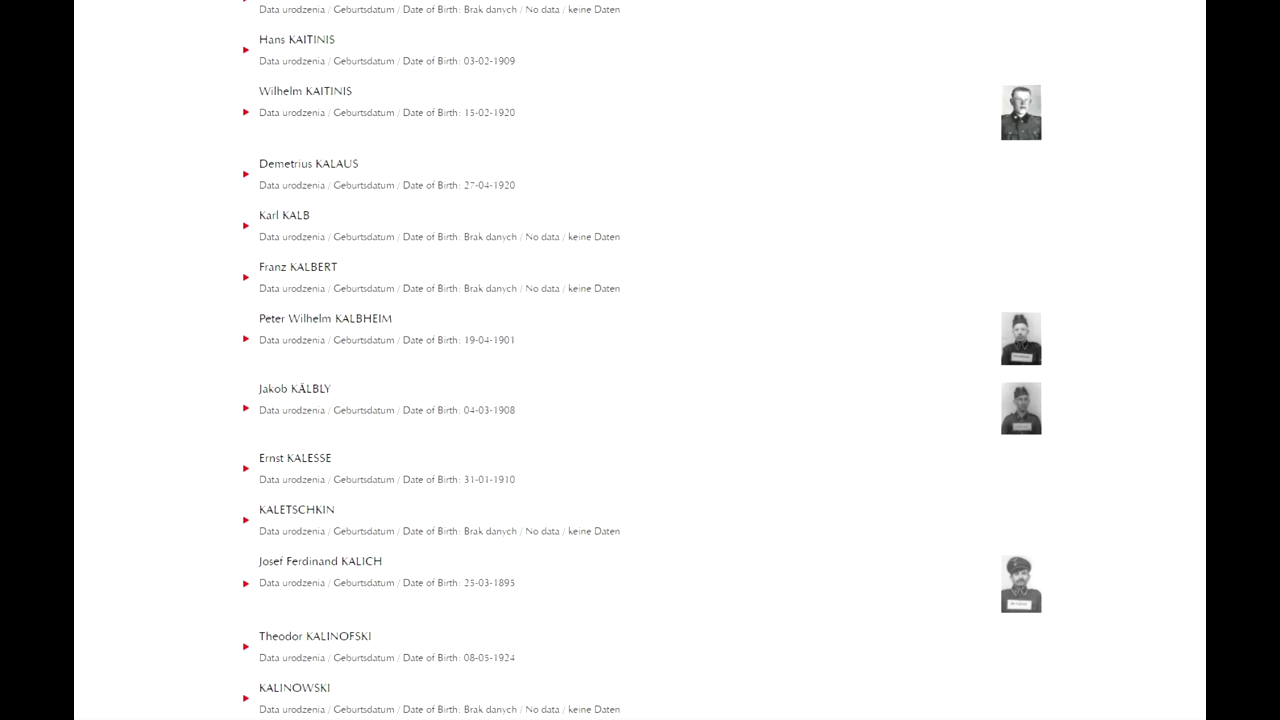 Data urodzenia / Geburtsdatum / Date of Birth: Brak danych / No data / keine Daten
Hans KAITINIS
Data urodzenia / Geburtsdatum / Date of Birth: 03-02-1909
Wilhelm KAITINIS
Data urodzenia / Geburtsdatum / Date of Birth: 15-02-1920
Demetrius KALAUS
Data urodzenia / Geburtsdatum / Date of Birth: 27-04-1920
Karl KALB
Data urodzenia / Geburtsdatum / Date of Birth: Brak danych / No data / keine Daten
Franz KALBERT
Data urodzenia / Geburtsdatum / Date of Birth: Brak danych / No data / keine Daten
Peter Wilhelm KALBHEIM
Data urodzenia / Geburtsdatum / Date of Birth: 19-04-1901
Jakob KÄLBLY
Data urodzenia / Geburtsdatum / Date of Birth: 04-03-1908
Ernst KALESSE
Data urodzenia / Geburtsdatum / Date of Birth: 31-01-1910
KALETSCHKIN
Data urodzenia / Geburtsdatum / Date of Birth: Brak danych / No data / keine Daten
Josef Ferdinand KALICH
Data urodzenia / Geburtsdatum / Date of Birth: 25-03-1895
Theodor KALINOFSKI
Data urodzenia / Geburtsdatum / Date of Birth: 08-05-1924
KALINOWSKI
Data urodzenia / Geburtsdatum / Date of Birth: Brak danych / No data / keine Daten